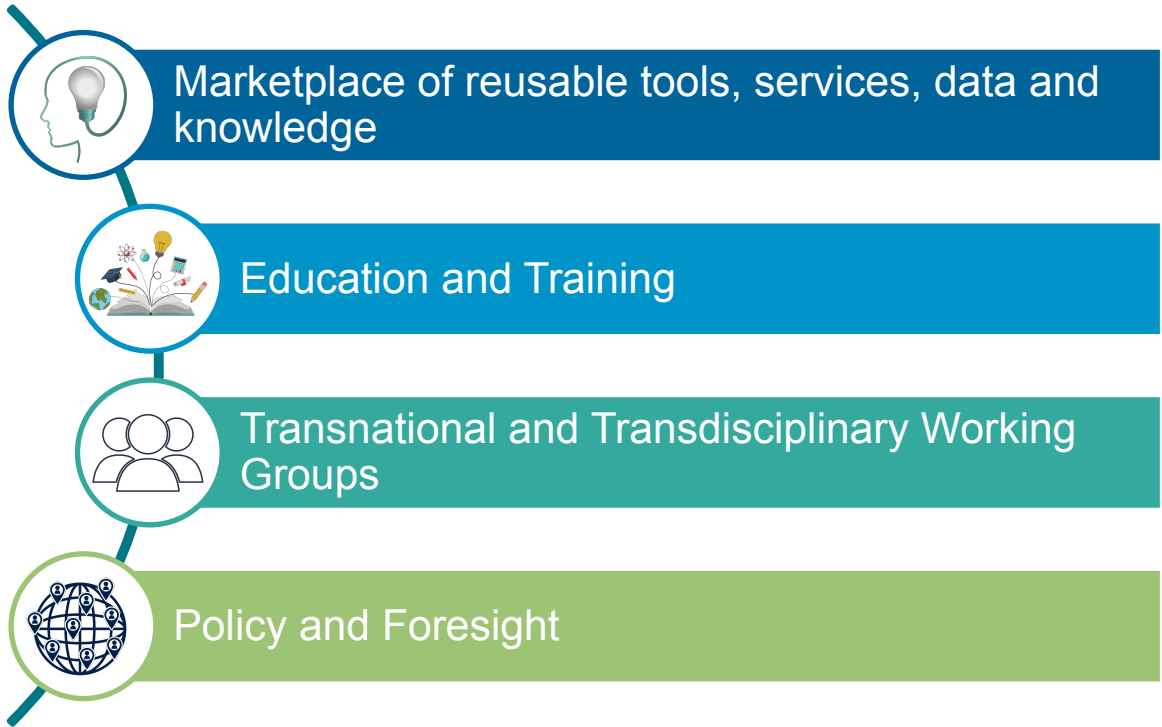 Marketplace of reusable tools, services, data and
knowledge
Education and Training
Transnational and Transdisciplinary Working
Groups
Policy and Foresight